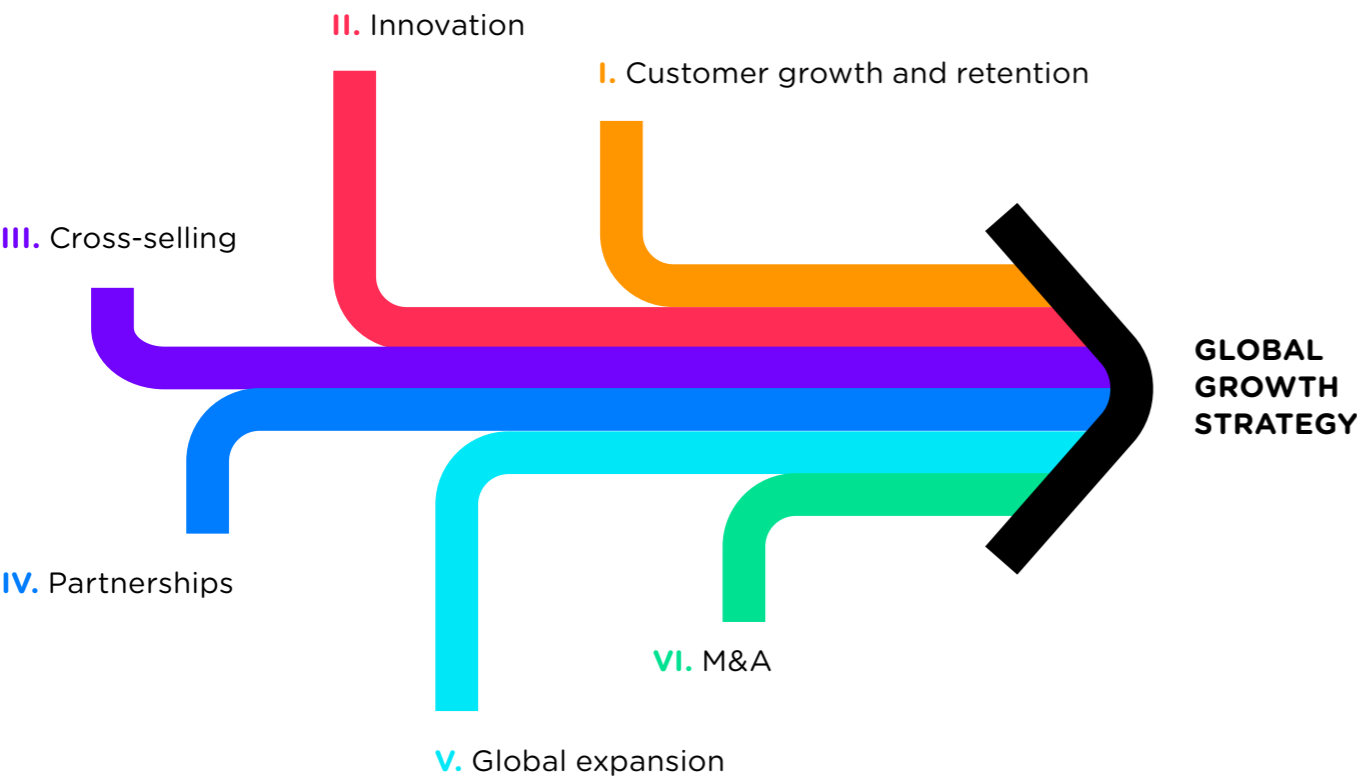 II. Innovation
I. Customer growth and retention
III. Cross-selling
GLOBAL
GROWTH
STRATEGY
IV. Partnerships
VI. M&A
V. Global expansion